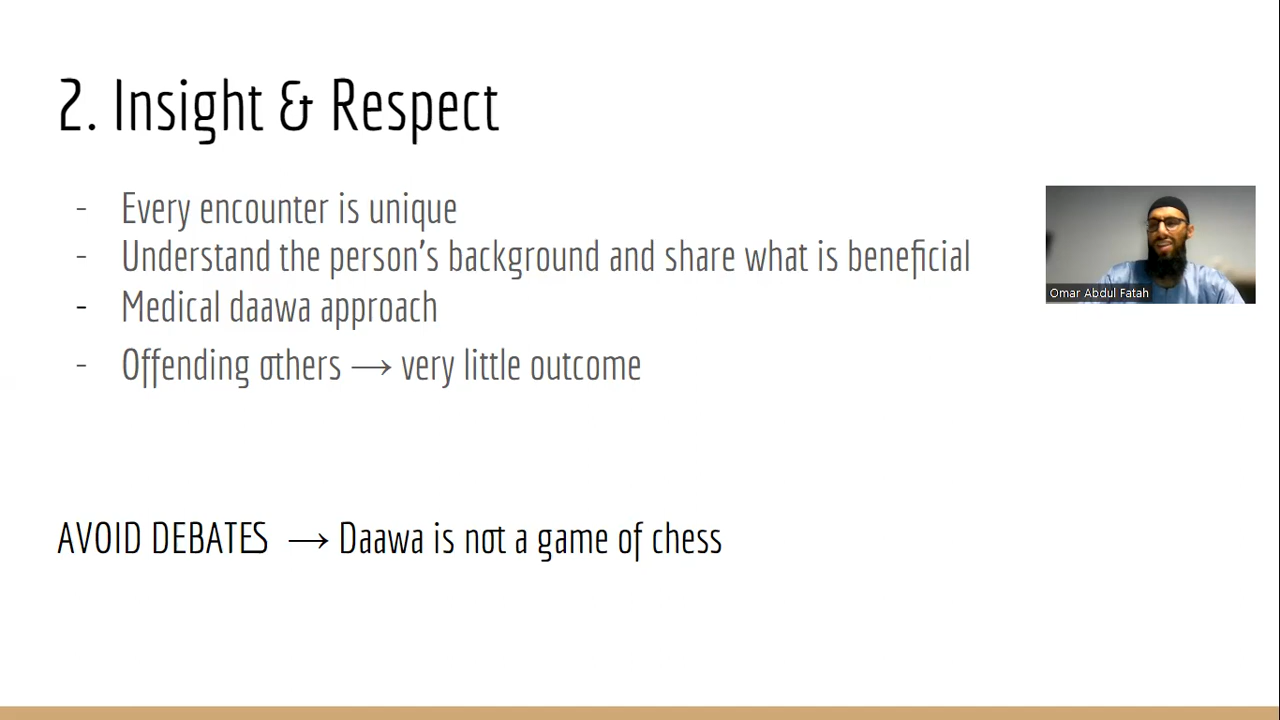 2. Insight & Respect
- Every encounter is unique
- Understand the person's background and share what is beneficial
- Medical daawa approach
- Offending others → very little outcome
Omar Abdul Fatah
AVOID DEBATES → Daawa is not a game of chess